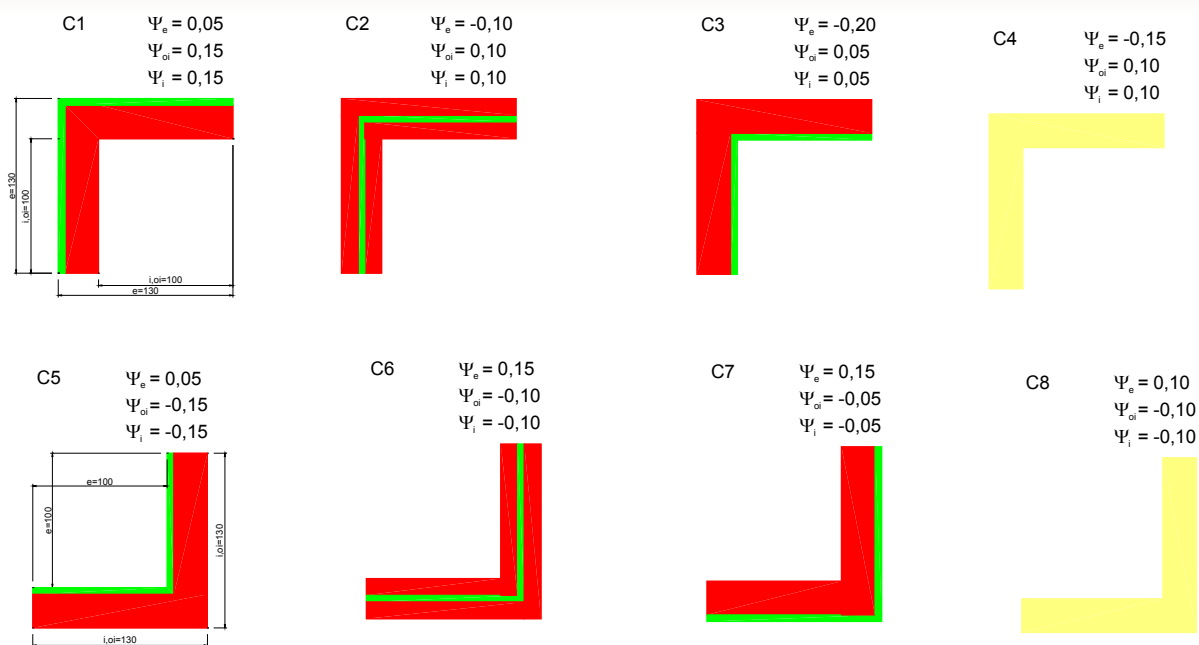 C1 Ψe = 0,05
Ψoi = 0,15
Ψi = 0,15
e=130
i,oi=100
i,oi=100
e=130
C2 Ψe = -0,10
Ψoi = 0,10
Ψi = 0,10
C3 Ψe = -0,20
Ψoi = 0,05
Ψi = 0,05
C4 Ψe = -0,15
Ψoi = 0,10
Ψi = 0,10
C5 Ψe = 0,05
Ψoi = -0,15
Ψi = -0,15
e=100
e=100
i,oi=130
i,oi=130
C6 Ψe = 0,15
Ψoi = -0,10
Ψi = -0,10
C7 Ψe = 0,15
Ψoi = -0,05
Ψi = -0,05
C8 Ψe = 0,10
Ψoi = -0,10
Ψi = -0,10